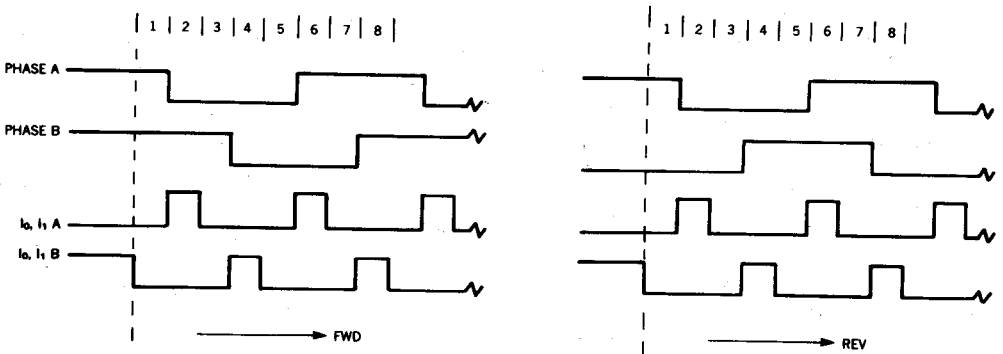 | 1 | 2 | 3 | 4 | 5 | 6 | 7 | 8 |
| 1 | 2 | 3 | 4 | 5 | 6 | 7 | 8 |
PHASE A
PHASE B
I₀, I₁ A
I₀, I₁ B
FWD
REV